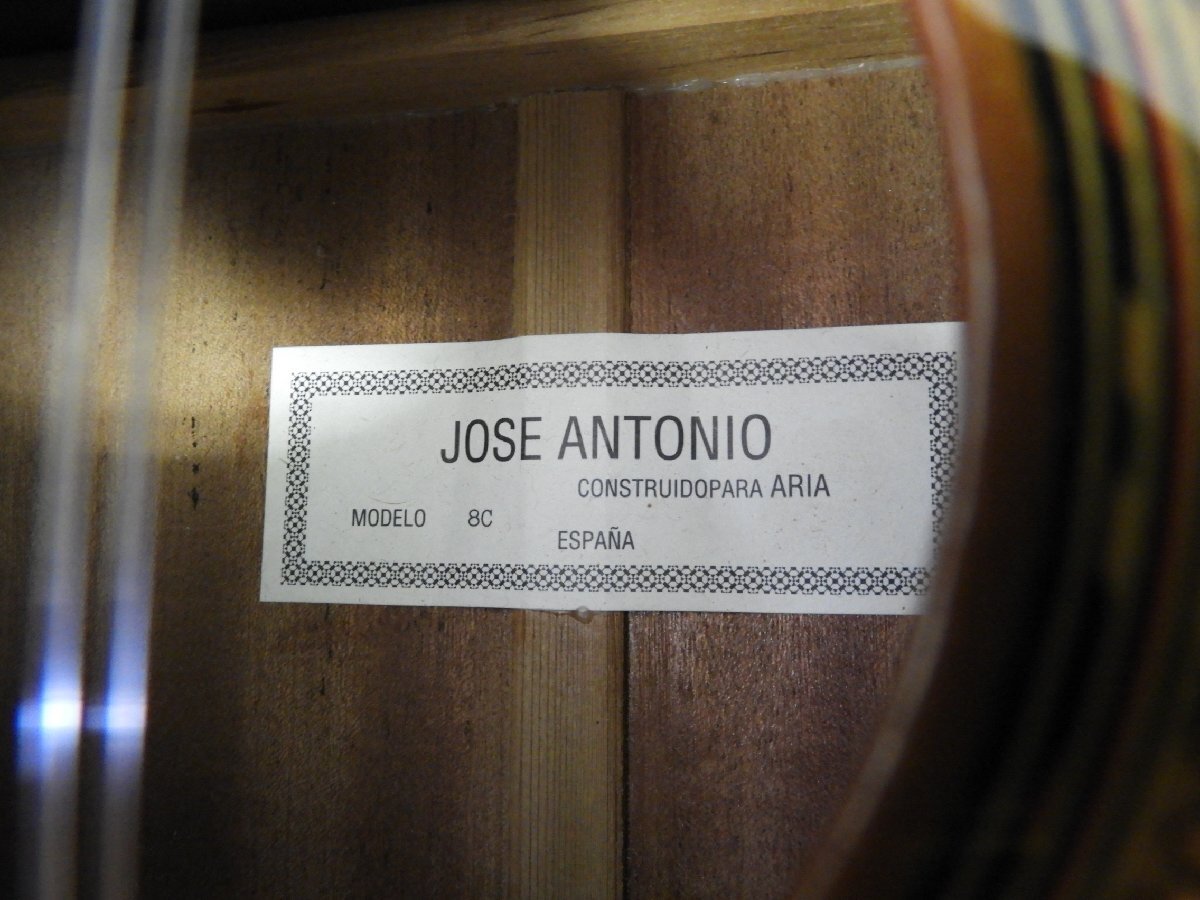 JOSE ANTONIO
CONSTRUIDOPARA ARIA
MODELO 8C
ESPAÑA